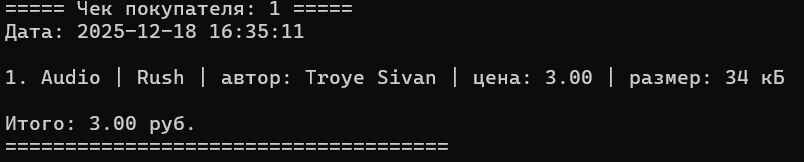 ===== Чек покупателя: 1 =====
Дата: 2025-12-18 16:35:11
1. Audio | Rush | автор: Troye Sivan | цена: 3.00 | размер: 34 кБ
Итого: 3.00 руб.
=====================================